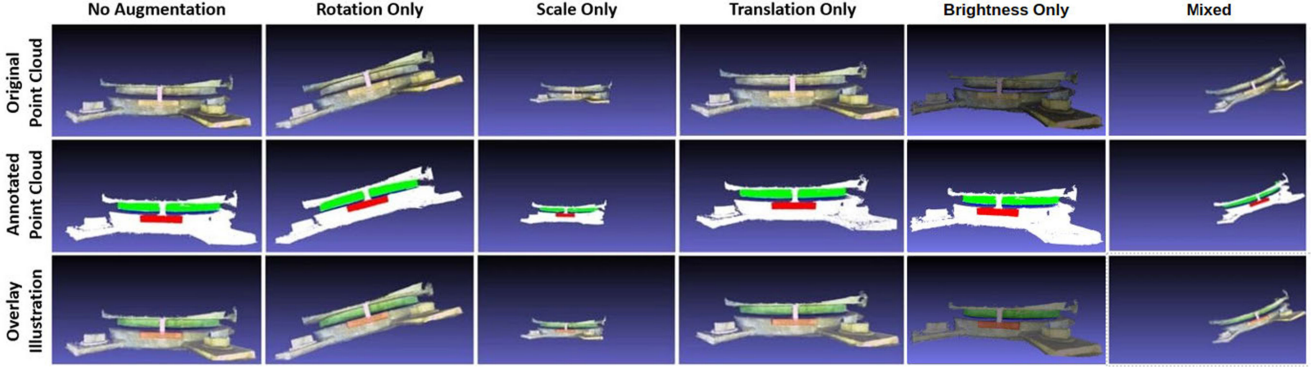 No Augmentation
Rotation Only
Scale Only
Translation Only
Brightness Only
Mixed
Original
Point Cloud
Annotated
Point Cloud
Overlay
Illustration